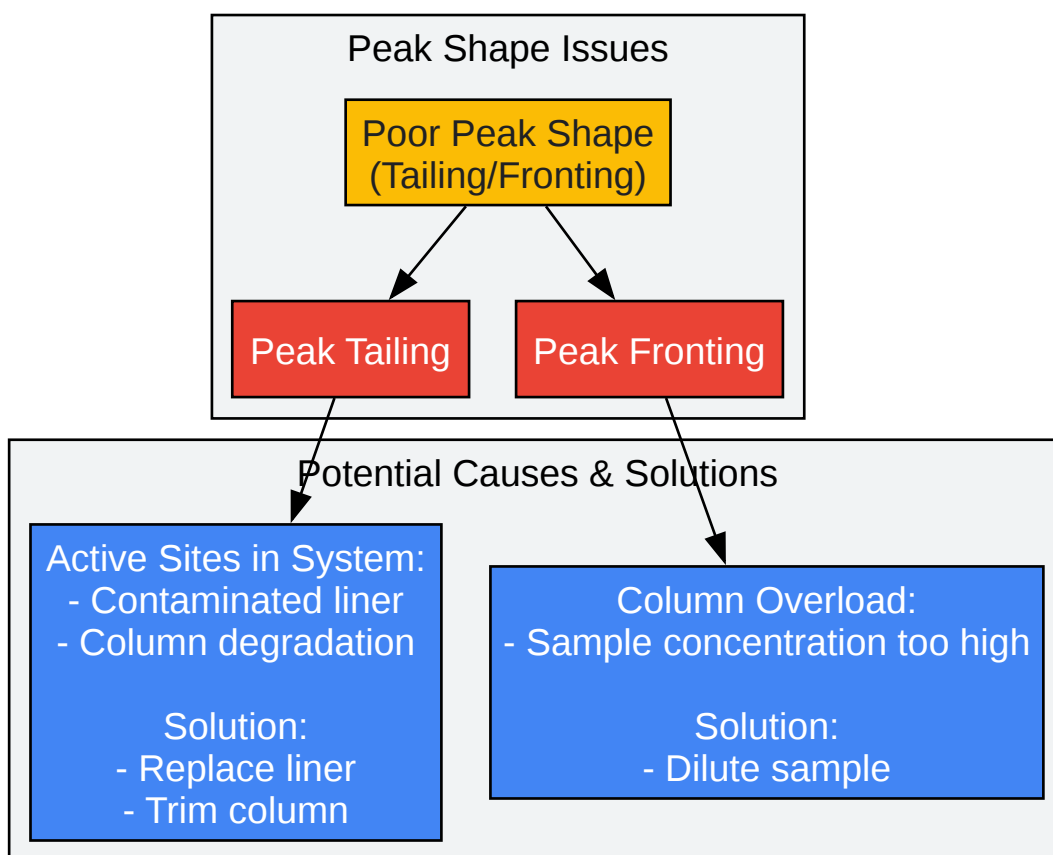 Peak Shape Issues
Poor Peak Shape
(Tailing/Fronting)
Peak Tailing
Peak Fronting
Potential Causes & Solutions
Active Sites in System:
- Contaminated liner
- Column degradation
Solution:
- Replace liner
- Trim column
Column Overload:
- Sample concentration too high
Solution:
- Dilute sample